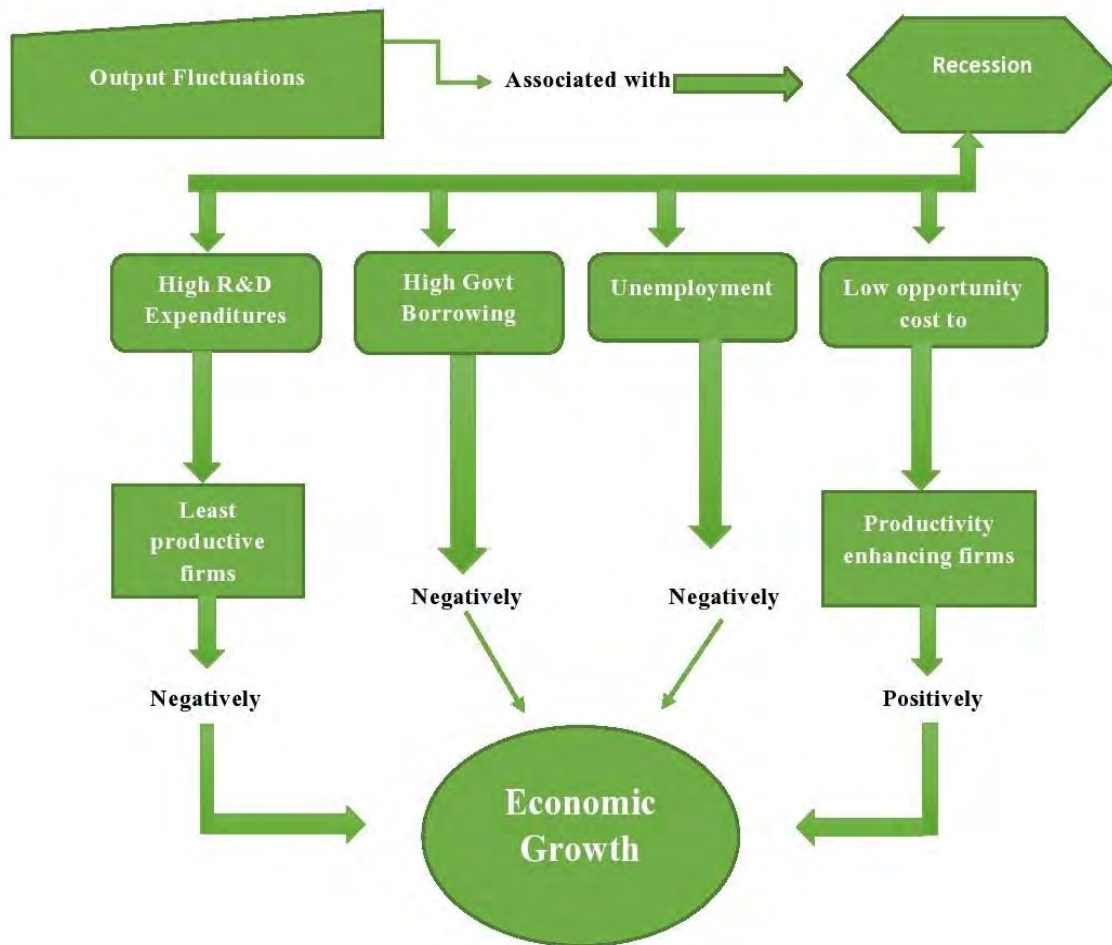 Output Fluctuations
Associated with
Recession
High R&D
Expenditures
High Govt
Borrowing
Unemployment
Low opportunity
cost to
Least
productive
firms
Productivity
enhancing firms
Negatively
Negatively
Negatively
Positively
Economic
Growth